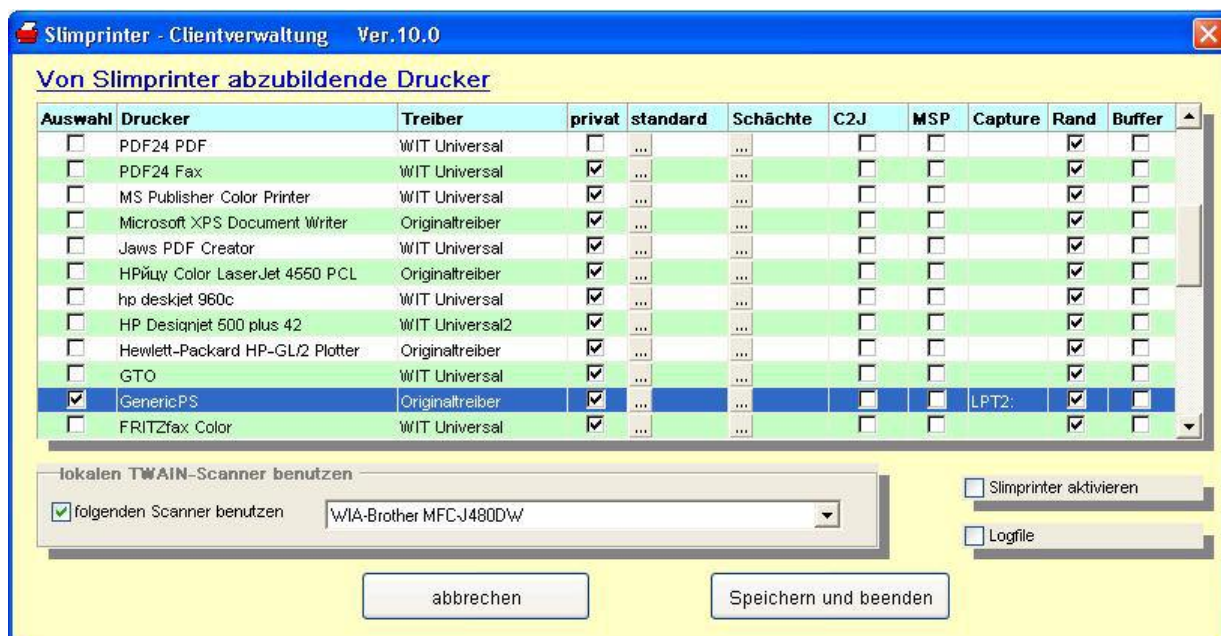 Slimprinter - Clientverwaltung Ver.10.0
Von Slimprinter abzubildende Drucker
Auswahl Drucker Treiber privat standard Schächte C2J MSP Capture Rand Buffer
PDF24 PDF WIT Universal ... ...
PDF24 Fax WIT Universal ... ...
MS Publisher Color Printer WIT Universal ... ...
Microsoft XPS Document Writer Originaltreiber ... ...
Jaws PDF Creator WIT Universal ... ...
HPйцу Color LaserJet 4550 PCL Originaltreiber ... ...
hp deskjet 960c WIT Universal ... ...
HP Designjet 500 plus 42 WIT Universal2 ... ...
Hewlett-Packard HP-GL/2 Plotter Originaltreiber ... ...
GTO WIT Universal ... ...
GenericPS Originaltreiber ... ... LPT2:
FRITZfax Color WIT Universal ... ...
lokalen TWAIN-Scanner benutzen
folgenden Scanner benutzen WIA-Brother MFC-J480DW
Slimprinter aktivieren
Logfile
abbrechen Speichern und beenden